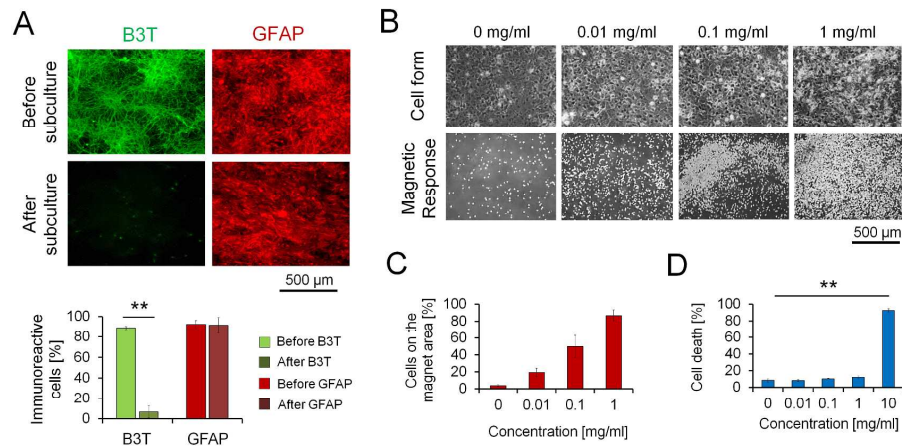 A
B3T
GFAP
Before
subculture
After
subculture
500 µm
Immunoreactive
cells [%]
100
80
60
40
20
0
**
B3T
GFAP
Before B3T
After B3T
Before GFAP
After GFAP
B
0 mg/ml
0.01 mg/ml
0.1 mg/ml
1 mg/ml
Cell form
Magnetic
Response
500 µm
C
Cells on :he
magnet area [%]
100
80
60
40
20
0
0
0.01
0.1
1
Concentration [mg/ml]
D
Cell death [%]
100
80
60
40
20
0
**
0
0.01
0.1
1
10
Concentration [mg/ml]